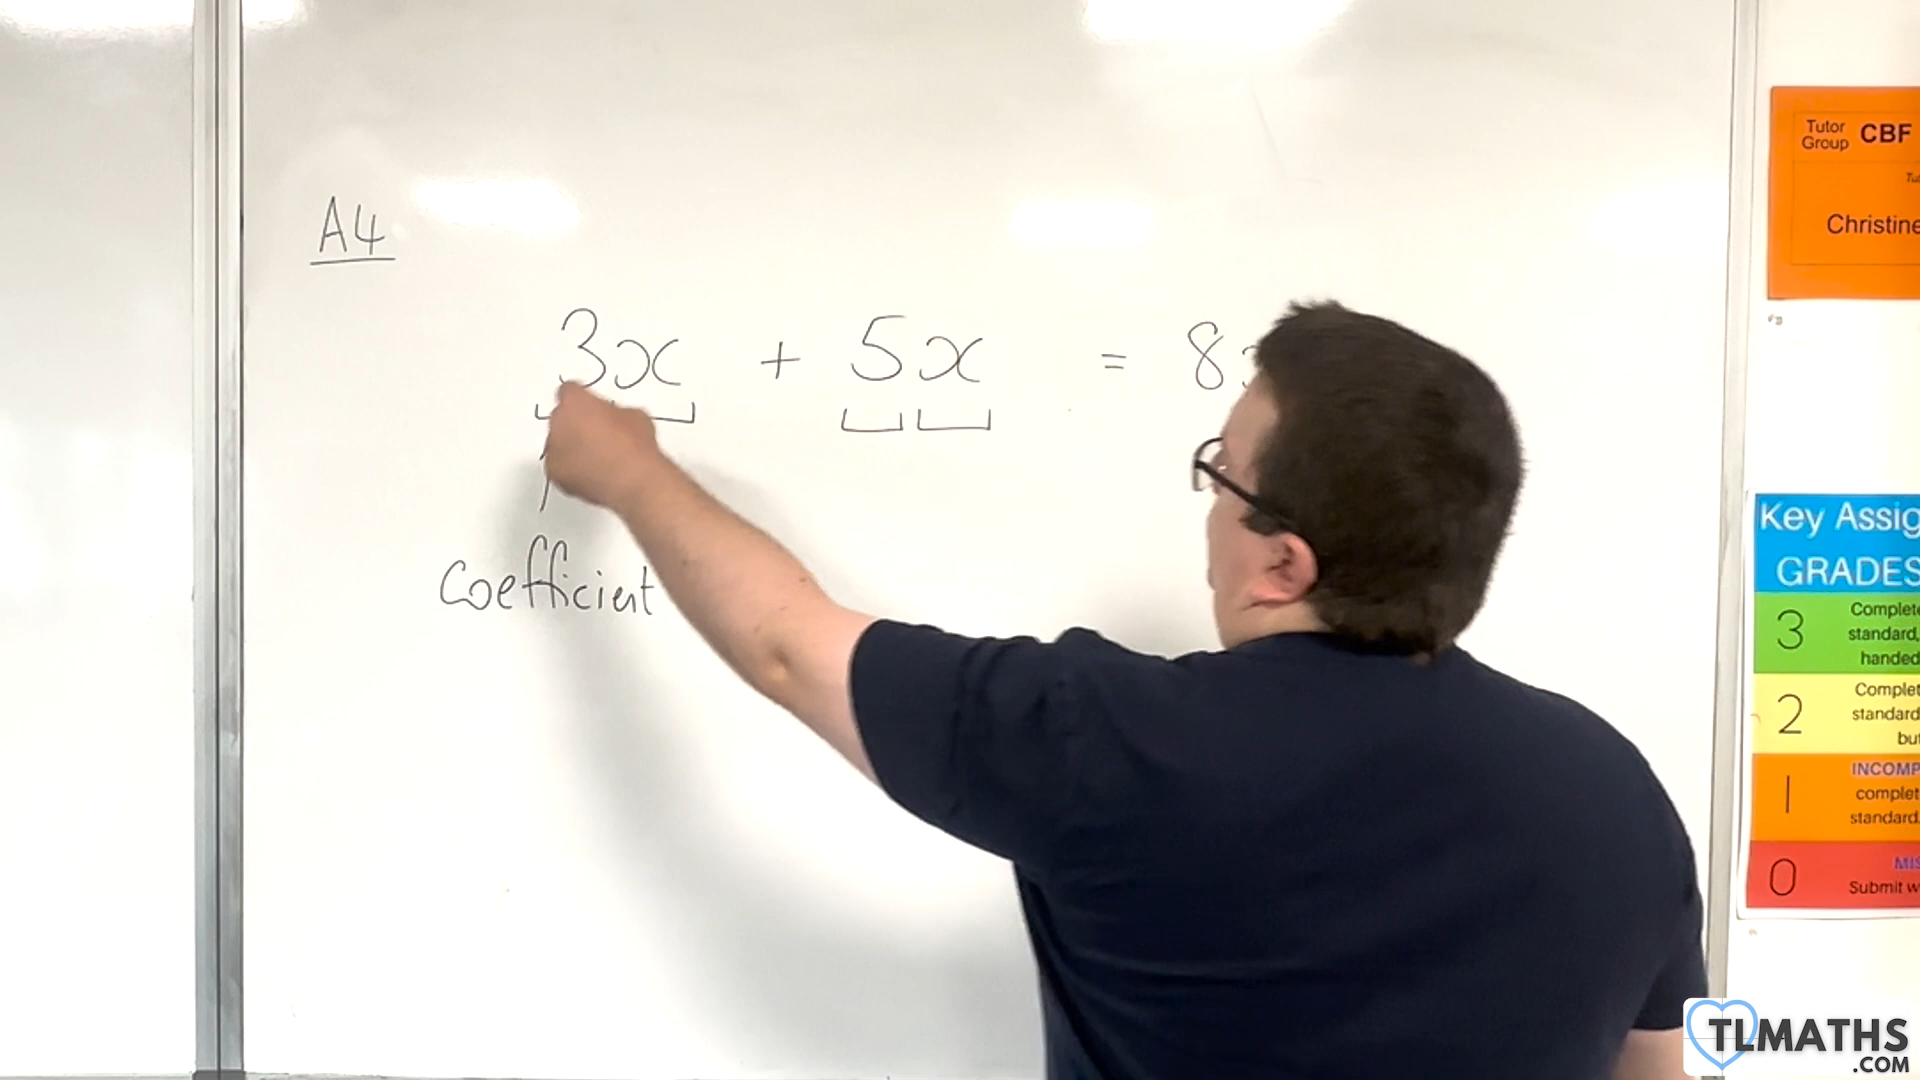 A4
3x + 5x = 8
coefficient
Tutor Group CBF
Christine
Key Assig
GRADES
3 Complete
standard,
handed
2 Complet
standard
but
INCOMP
1 complet
standard.
0 MIS
Submit w
TLMATHS
.COM